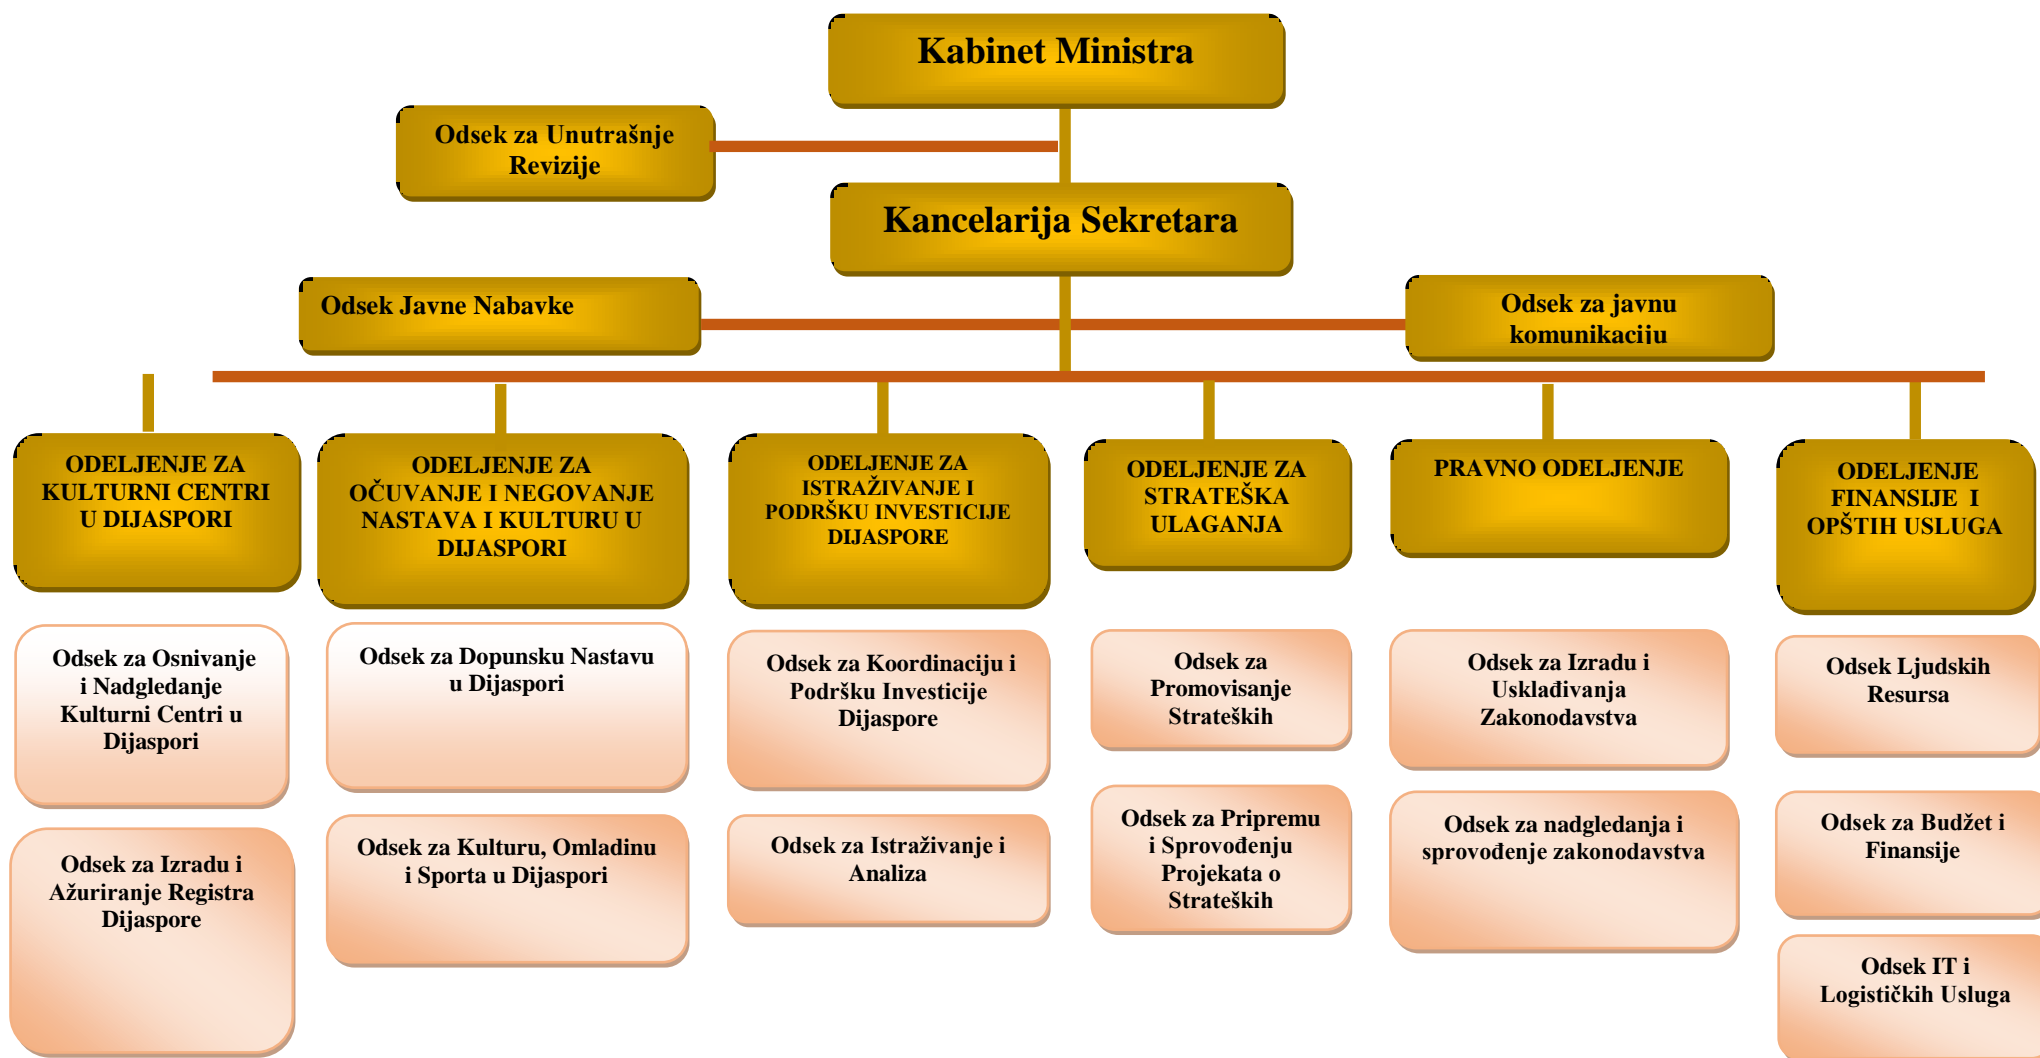 Kabinet Ministra
Odsek za Unutrašnje
Revizije
Kancelarija Sekretara
Odsek Javne Nabavke
Odsek za javnu
komunikaciju
ODELJENJE ZA
KULTURNI CENTRI
U DIJASPORI
ODELJENJE ZA
OČUVANJE I NEGOVANJE
NASTAVA I KULTURU U
DIJASPORI
ODELJENJE ZA
ISTRAŽIVANJE I
PODRŠKU INVESTICIJE
DIJASPORE
ODELJENJE ZA
STRATEŠKA
ULAGANJA
PRAVNO ODELJENJE
ODELJENJE
FINANSIJE I
OPŠTIH USLUGA
Odsek za Osnivanje
i Nadgledanje
Kulturni Centri u
Dijaspori
Odsek za Dopunsku Nastavu
u Dijaspori
Odsek za Koordinaciju i
Podršku Investicije
Dijaspore
Odsek za
Promovisanje
Strateških
Odsek za Izradu i
Usklađivanja
Zakonodavstva
Odsek Ljudskih
Resursa
Odsek za Izradu i
Ažuriranje Registra
Dijaspore
Odsek za Kulturu, Omladinu
i Sporta u Dijaspori
Odsek za Istraživanje i
Analiza
Odsek za Pripremu
i Sprovođenju
Projekata o
Strateških
Odsek za nadgledanja i
sprovođenje zakonodavstva
Odsek za Budžet i
Finansije
Odsek IT i
Logističkih Usluga